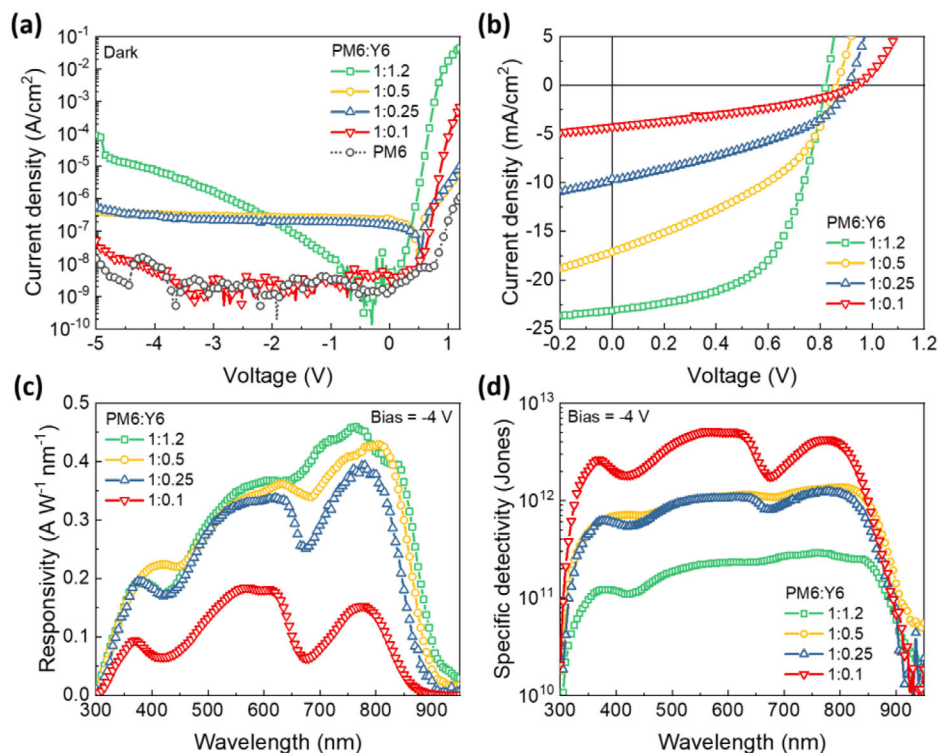 (a)
10⁻¹
10⁻²
10⁻³
10⁻⁴
10⁻⁵
10⁻⁶
10⁻⁷
10⁻⁸
10⁻⁹
10⁻¹⁰
Current density (A/cm²)
Dark
PM6:Y6
1:1.2
1:0.5
1:0.25
1:0.1
PM6
-5 -4 -3 -2 -1 0 1
Voltage (V)
(b)
5
0
-5
-10
-15
-20
-25
Current density (mA/cm²)
PM6:Y6
1:1.2
1:0.5
1:0.25
1:0.1
-0.2 0.0 0.2 0.4 0.6 0.8 1.0 1.2
Voltage (V)
(c)
0.5
0.4
0.3
0.2
0.1
0.0
Responsivity (A W⁻¹ nm⁻¹)
PM6:Y6
1:1.2
1:0.5
1:0.25
1:0.1
Bias = -4 V
300 400 500 600 700 800 900
Wavelength (nm)
(d)
10¹³
10¹²
10¹¹
10¹⁰
Specific detectivity (Jones)
Bias = -4 V
PM6:Y6
1:1.2
1:0.5
1:0.25
1:0.1
300 400 500 600 700 800 900
Wavelength (nm)